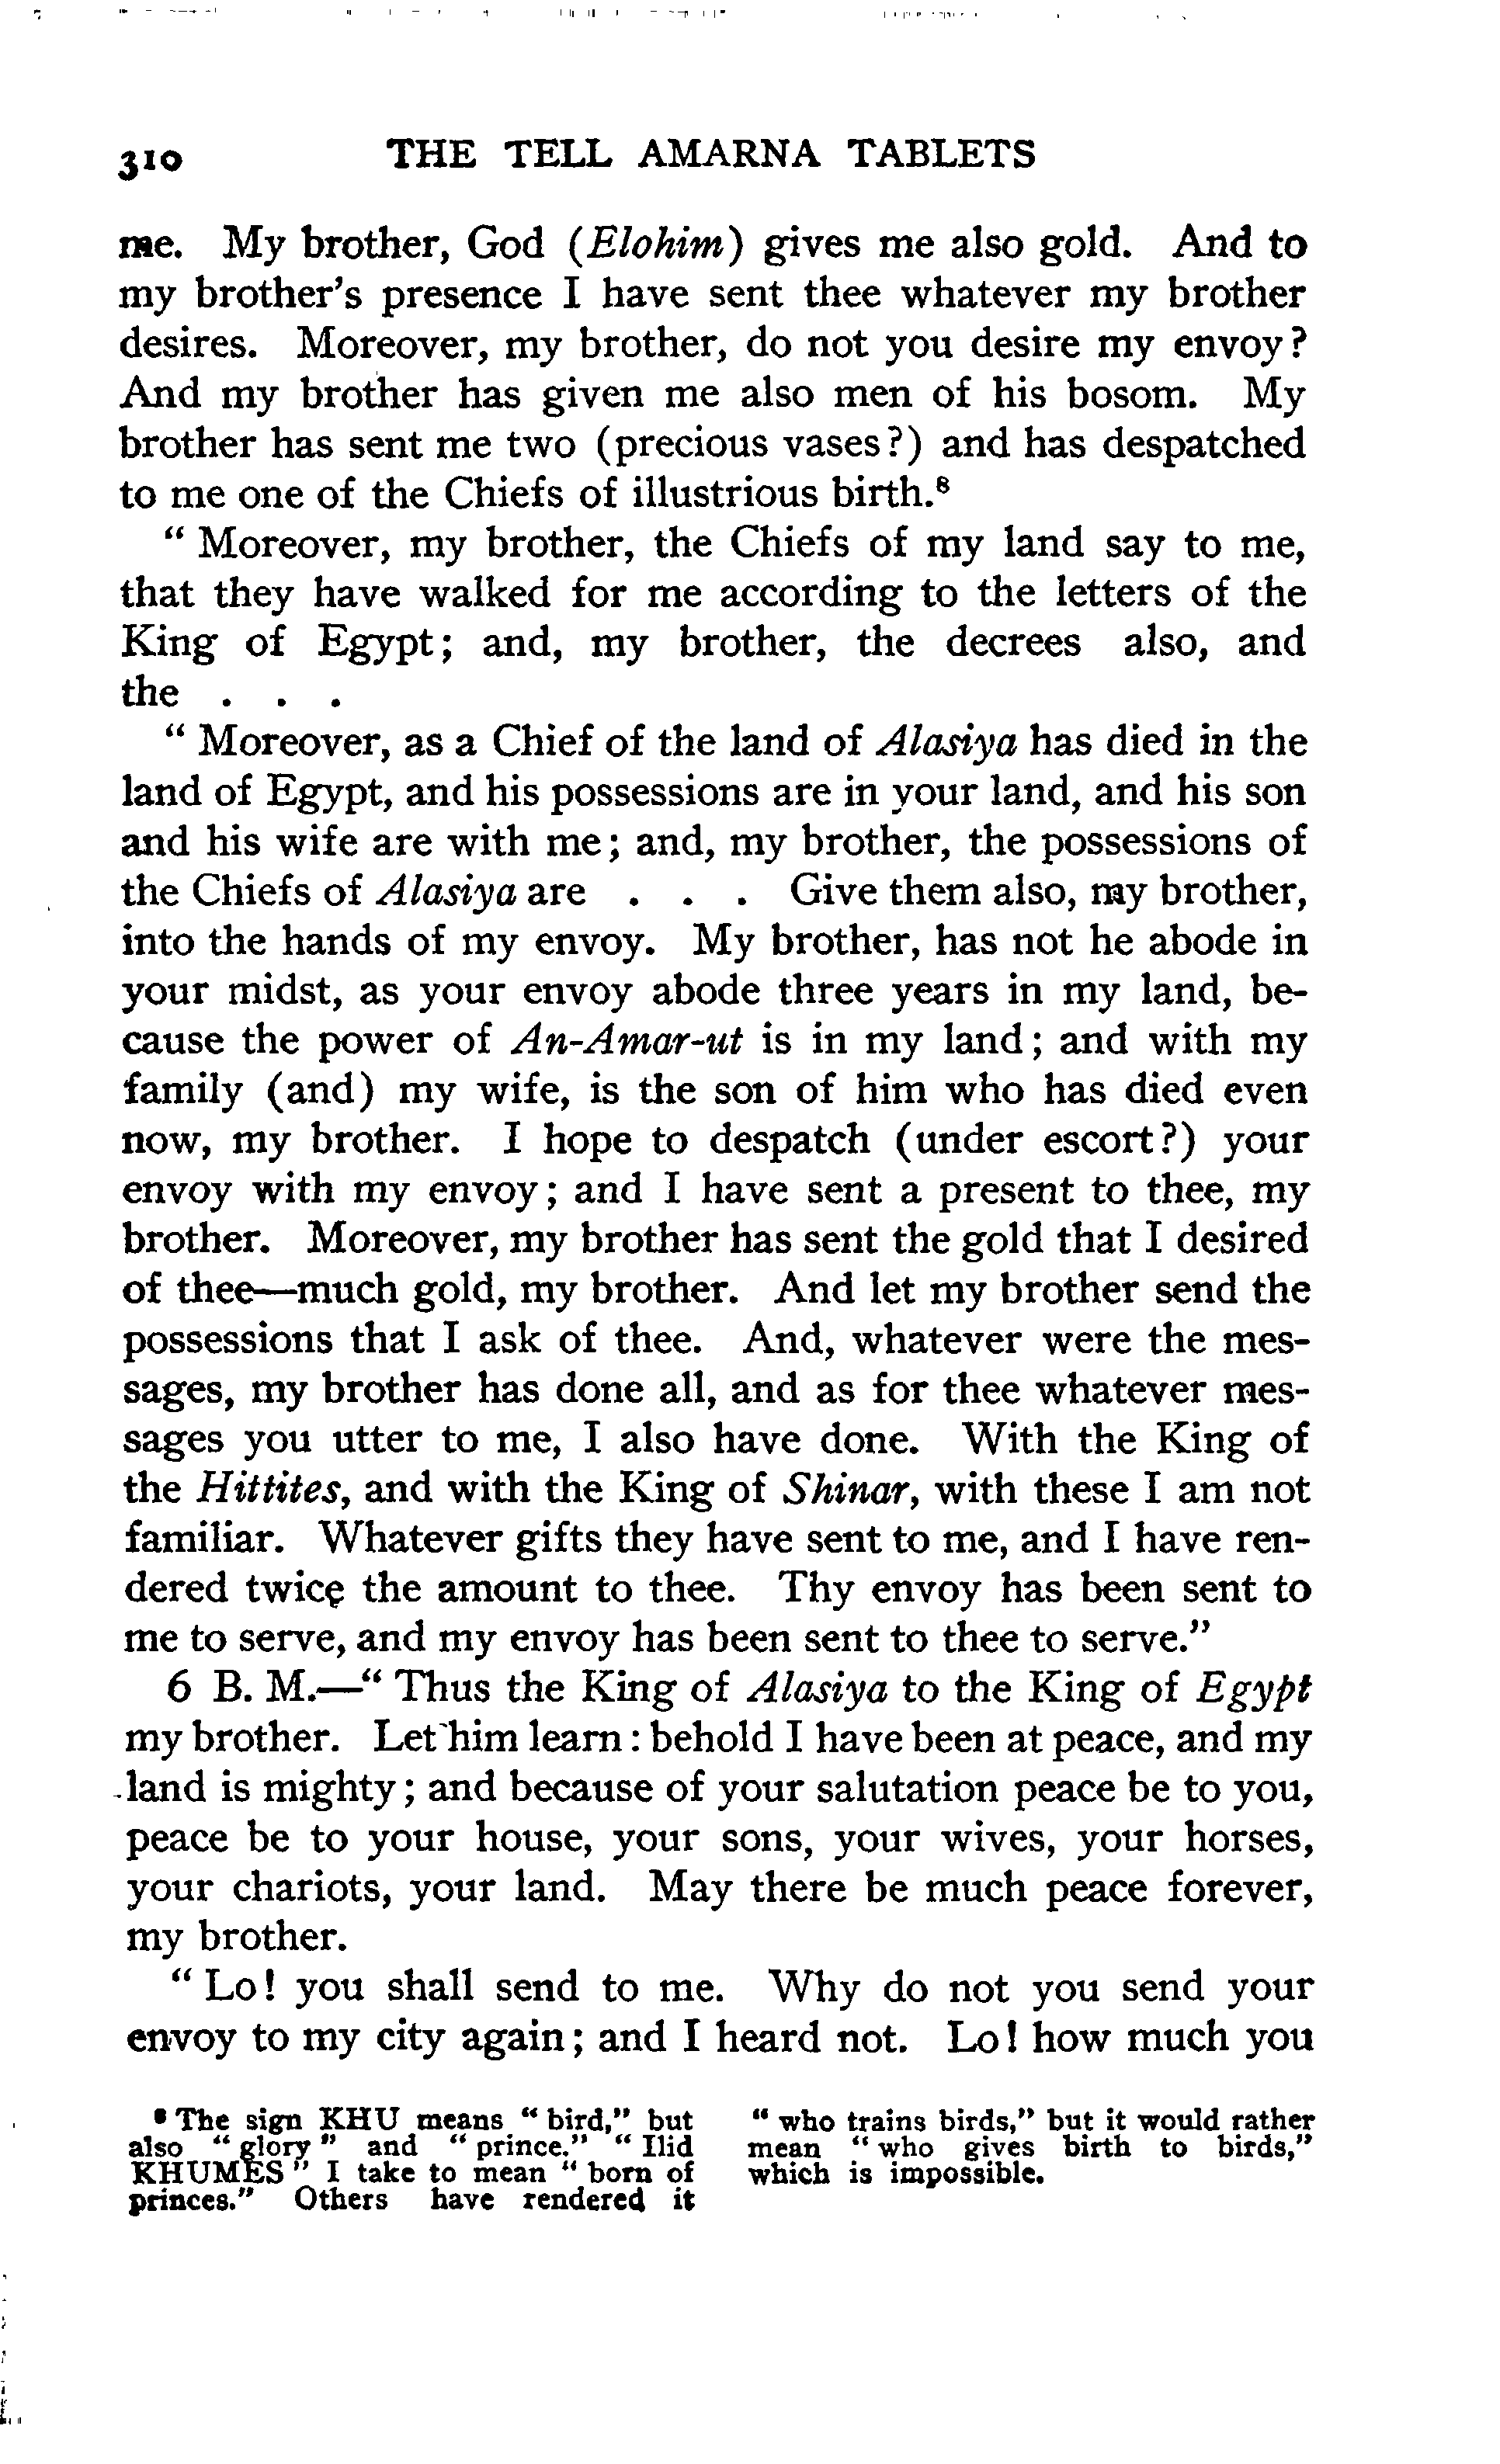 310 THE TELL AMARNA TABLETS
me. My brother, God (Elohim) gives me also gold. And to
my brother's presence I have sent thee whatever my brother
desires. Moreover, my brother, do not you desire my envoy?
And my brother has given me also men of his bosom. My
brother has sent me two (precious vases?) and has despatched
to me one of the Chiefs of illustrious birth.⁸
“ Moreover, my brother, the Chiefs of my land say to me,
that they have walked for me according to the letters of the
King of Egypt; and, my brother, the decrees also, and
the . . .
“ Moreover, as a Chief of the land of Alasiya has died in the
land of Egypt, and his possessions are in your land, and his son
and his wife are with me; and, my brother, the possessions of
the Chiefs of Alasiya are . . . Give them also, my brother,
into the hands of my envoy. My brother, has not he abode in
your midst, as your envoy abode three years in my land, be-
cause the power of An-Amar-ut is in my land; and with my
family (and) my wife, is the son of him who has died even
now, my brother. I hope to despatch (under escort?) your
envoy with my envoy; and I have sent a present to thee, my
brother. Moreover, my brother has sent the gold that I desired
of thee—much gold, my brother. And let my brother send the
possessions that I ask of thee. And, whatever were the mes-
sages, my brother has done all, and as for thee whatever mes-
sages you utter to me, I also have done. With the King of
the Hittites, and with the King of Shinar, with these I am not
familiar. Whatever gifts they have sent to me, and I have ren-
dered twice the amount to thee. Thy envoy has been sent to
me to serve, and my envoy has been sent to thee to serve.”
6 B. M.—“ Thus the King of Alasiya to the King of Egypt
my brother. Let him learn: behold I have been at peace, and my
land is mighty; and because of your salutation peace be to you,
peace be to your house, your sons, your wives, your horses,
your chariots, your land. May there be much peace forever,
my brother.
“ Lo! you shall send to me. Why do not you send your
envoy to my city again; and I heard not. Lo! how much you
⁸ The sign KHU means “ bird,” but
also “ glory ” and “ prince.” “ Ilid
KHUMES ” I take to mean “ born of
princes.” Others have rendered it
“ who trains birds,” but it would rather
mean “ who gives birth to birds,”
which is impossible.